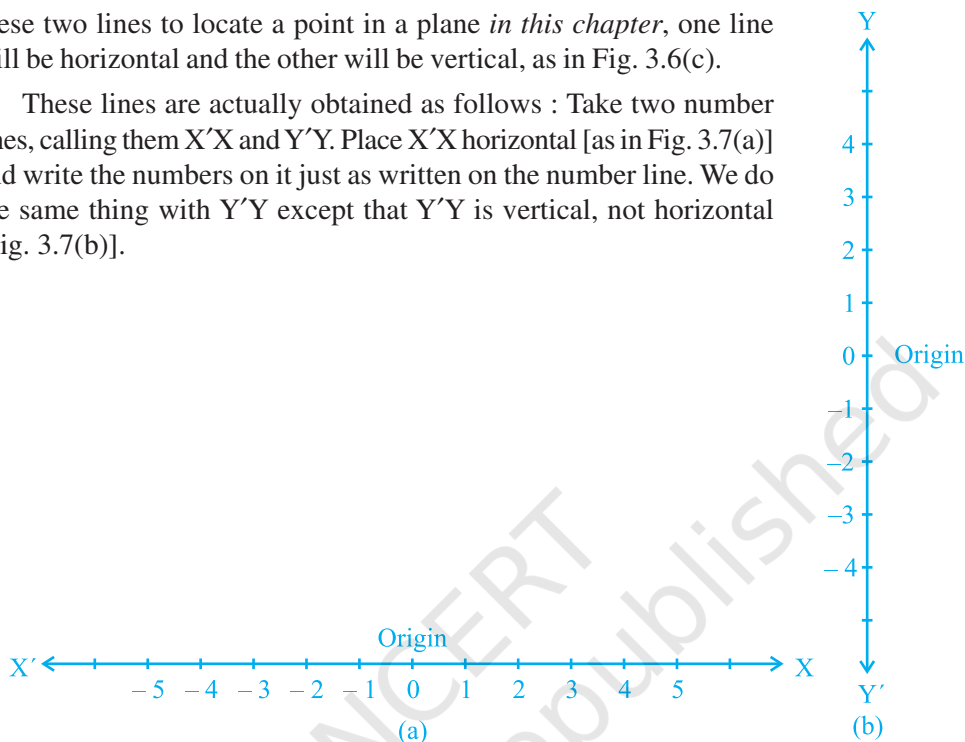 ese two lines to locate a point in a plane in this chapter, one line
ill be horizontal and the other will be vertical, as in Fig. 3.6(c).
These lines are actually obtained as follows : Take two number
nes, calling them X′X and Y′Y. Place X′X horizontal [as in Fig. 3.7(a)]
nd write the numbers on it just as written on the number line. We do
e same thing with Y′Y except that Y′Y is vertical, not horizontal
ig. 3.7(b)].
Y
4
3
2
1
0 Origin
–1
–2
–3
– 4
Y′
(b)
Origin
X′ X
– 5 – 4 – 3 – 2 – 1 0 1 2 3 4 5
(a)
NCERT
republished